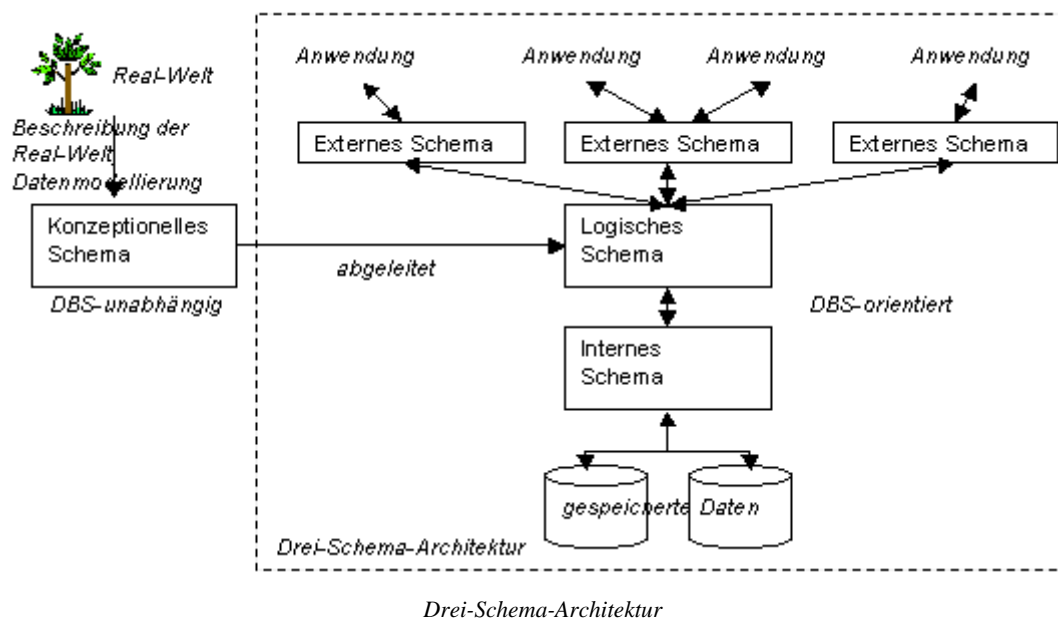 Real-Welt
Beschreibung der
Real-Welt
Datenmodellierung
Konzeptionelles
Schema
DBS-unabhängig
abgeleitet
Anwendung
Anwendung
Anwendung
Anwendung
Externes Schema
Externes Schema
Externes Schema
Logisches
Schema
DBS-orientiert
Internes
Schema
gespeicherte Daten
Drei-Schema-Architektur
Drei-Schema-Architektur